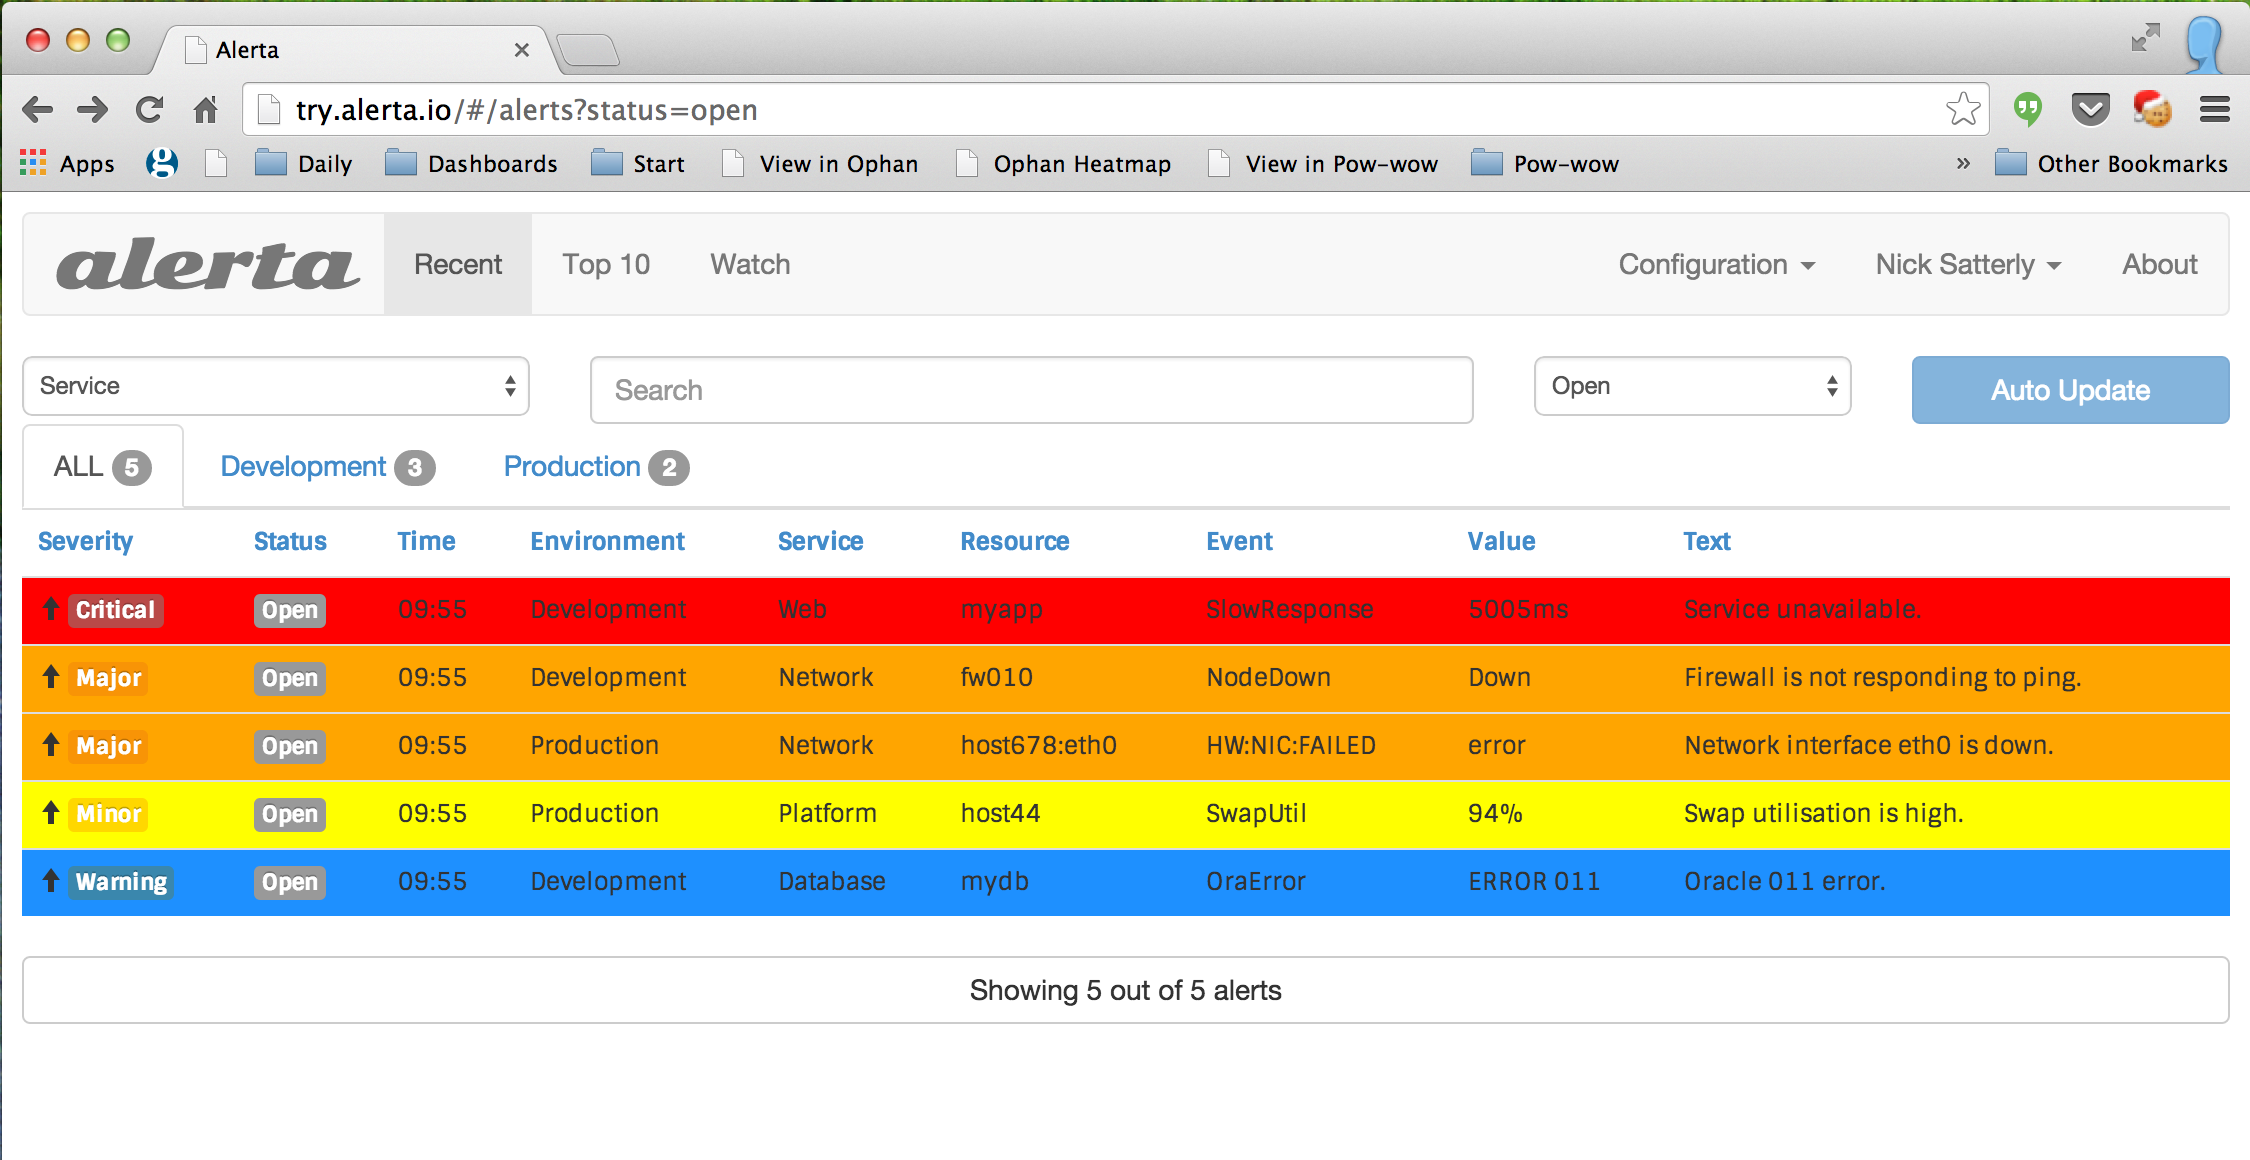 Alerta
try.alerta.io/#/alerts?status=open
Apps g Daily Dashboards Start View in Ophan Ophan Heatmap View in Pow-wow Pow-wow » Other Bookmarks
alerta Recent Top 10 Watch Configuration Nick Satterly About
Service Search Open Auto Update
ALL 5 Development 3 Production 2
Severity Status Time Environment Service Resource Event Value Text
Critical Open 09:55 Development Web myapp SlowResponse 5005ms Service unavailable.
Major Open 09:55 Development Network fw010 NodeDown Down Firewall is not responding to ping.
Major Open 09:55 Production Network host678:eth0 HW:NIC:FAILED error Network interface eth0 is down.
Minor Open 09:55 Production Platform host44 SwapUtil 94% Swap utilisation is high.
Warning Open 09:55 Development Database mydb OraError ERROR 011 Oracle 011 error.
Showing 5 out of 5 alerts